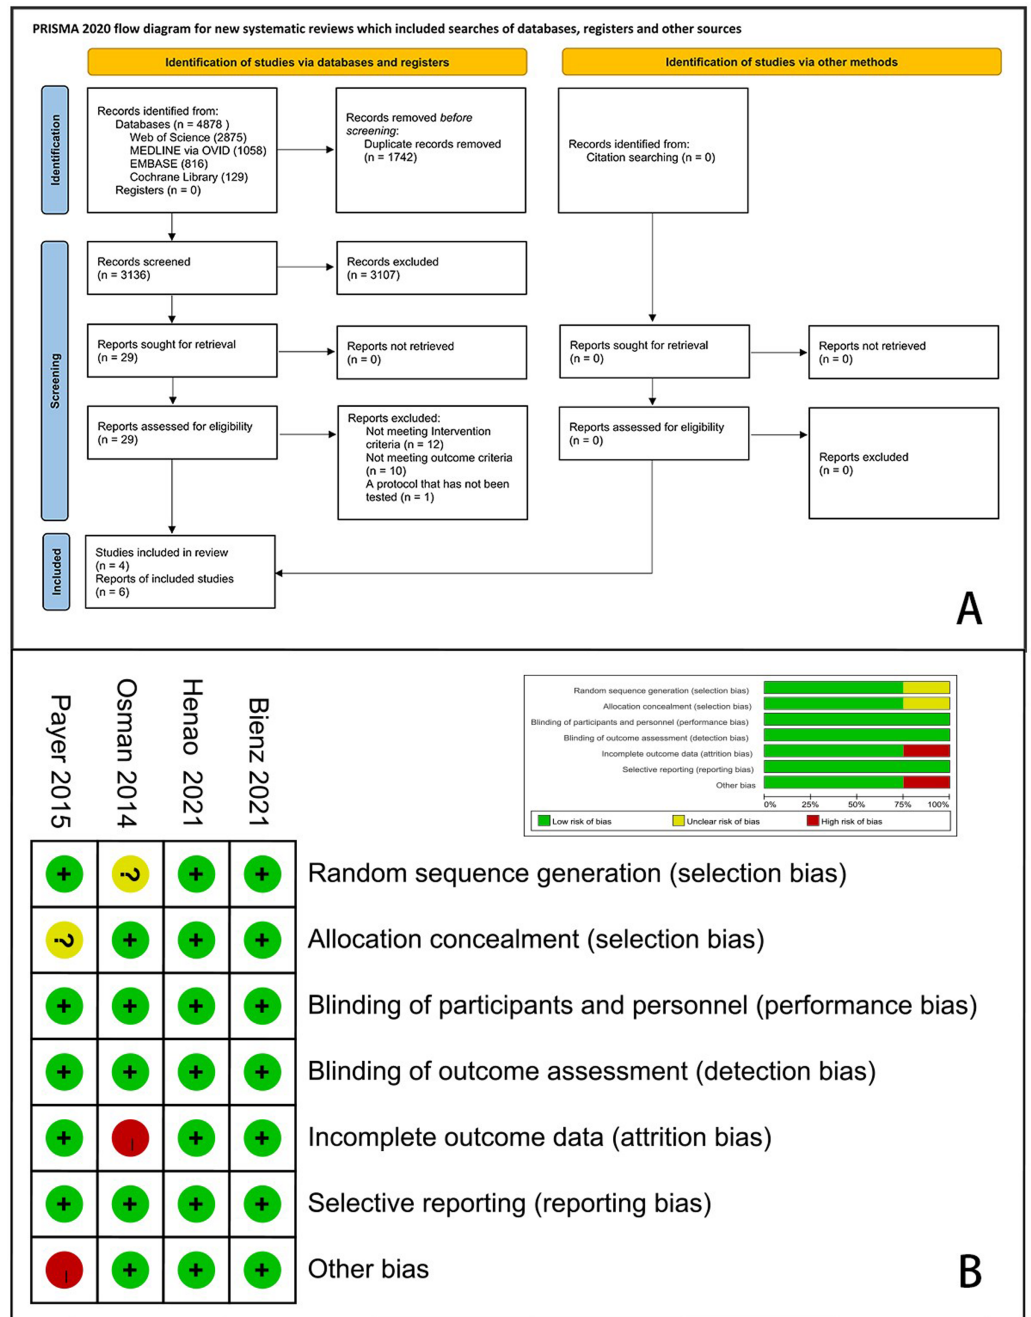 PRISMA 2020 flow diagram for new systematic reviews which included searches of databases, registers and other sources
Identification of studies via databases and registers
Identification of studies via other methods
Identification
Records identified from:
Databases (n = 4878 )
Web of Science (2875)
MEDLINE via OVID (1058)
EMBASE (816)
Cochrane Library (129)
Registers (n = 0)
Records removed before
screening:
Duplicate records removed
(n = 1742)
Records identified from:
Citation searching (n = 0)
Screening
Records screened
(n = 3136)
Records excluded
(n = 3107)
Reports sought for retrieval
(n = 29)
Reports not retrieved
(n = 0)
Reports sought for retrieval
(n = 0)
Reports not retrieved
(n = 0)
Reports assessed for eligibility
(n = 29)
Reports excluded:
Not meeting Intervention
criteria (n = 12)
Not meeting outcome criteria
(n = 10)
A protocol that has not been
tested (n = 1)
Reports assessed for eligibility
(n = 0)
Reports excluded
(n = 0)
Included
Studies included in review
(n = 4)
Reports of included studies
(n = 6)
A
Payer 2015
Osman 2014
Henao 2021
Bienz 2021
Random sequence generation (selection bias)
Allocation concealment (selection bias)
Blinding of participants and personnel (performance bias)
Blinding of outcome assessment (detection bias)
Incomplete outcome data (attrition bias)
Selective reporting (reporting bias)
Other bias
0% 25% 50% 75% 100%
Low risk of bias
Unclear risk of bias
High risk of bias
+ ? + + Random sequence generation (selection bias)
? + + + Allocation concealment (selection bias)
+ + + + Blinding of participants and personnel (performance bias)
+ + + + Blinding of outcome assessment (detection bias)
+ – + + Incomplete outcome data (attrition bias)
+ + + + Selective reporting (reporting bias)
– + + + Other bias
B